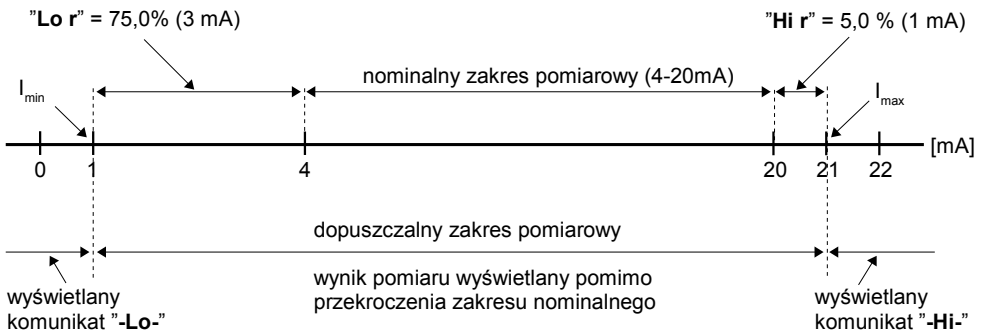 "Lo r" = 75,0% (3 mA)
"Hi r" = 5,0 % (1 mA)
nominalny zakres pomiarowy (4-20mA)
Imin
Imax
[mA]
0 1 4 20 21 22
dopuszczalny zakres pomiarowy
wynik pomiaru wyświetlany pomimo
przekroczenia zakresu nominalnego
wyświetlany
komunikat "-Lo-"
wyświetlany
komunikat "-Hi-"